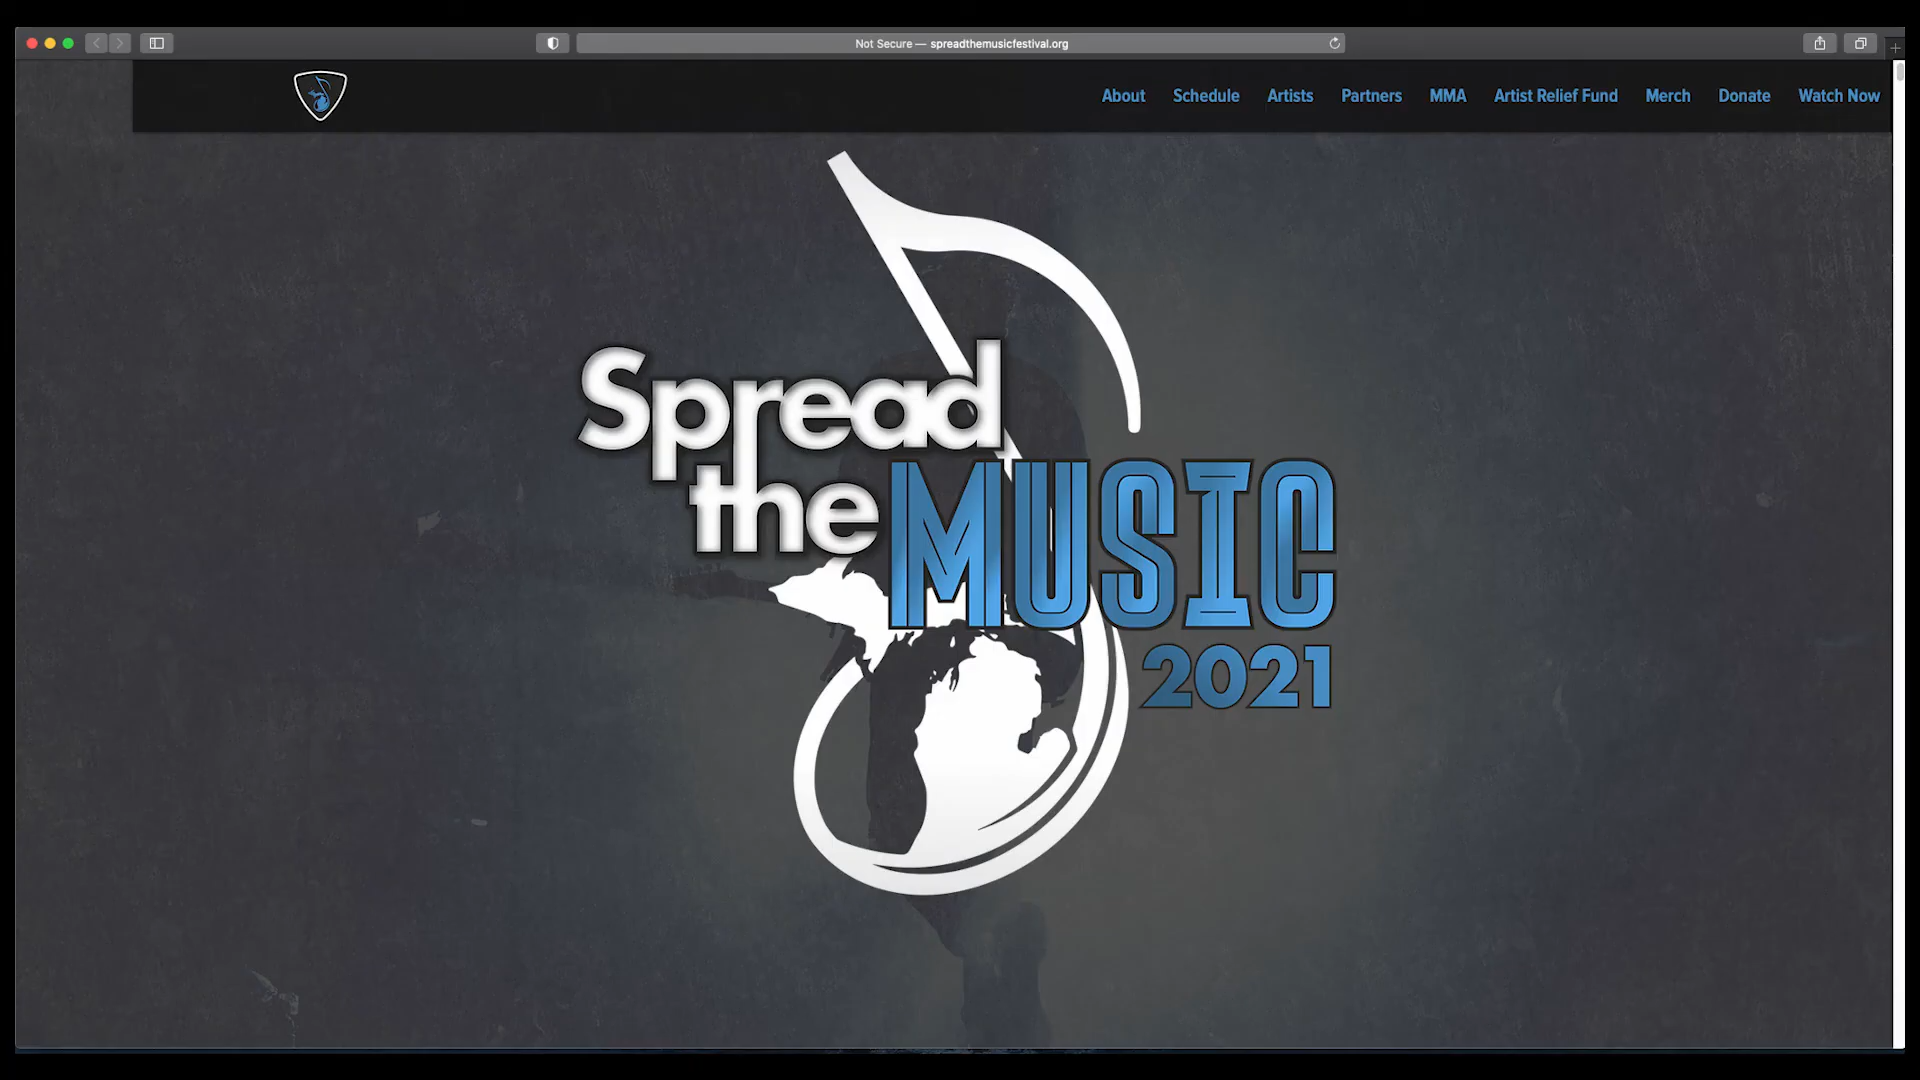 Not Secure — spreadthemusicfestival.org
About Schedule Artists Partners MMA Artist Relief Fund Merch Donate Watch Now
Spread
the MUSIC
2021